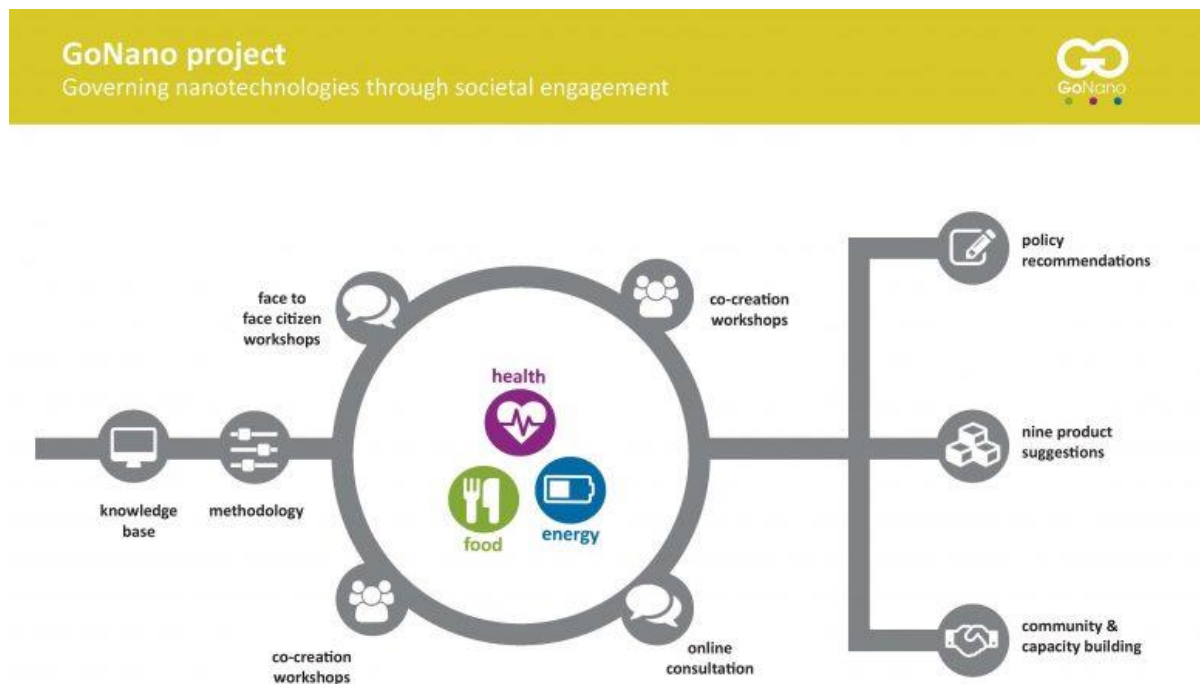 GoNano project
Governing nanotechnologies through societal engagement
GoNano
face to
face citizen
workshops
co-creation
workshops
policy
recommendations
health
nine product
suggestions
knowledge
base
methodology
food
energy
co-creation
workshops
online
consultation
community &
capacity building